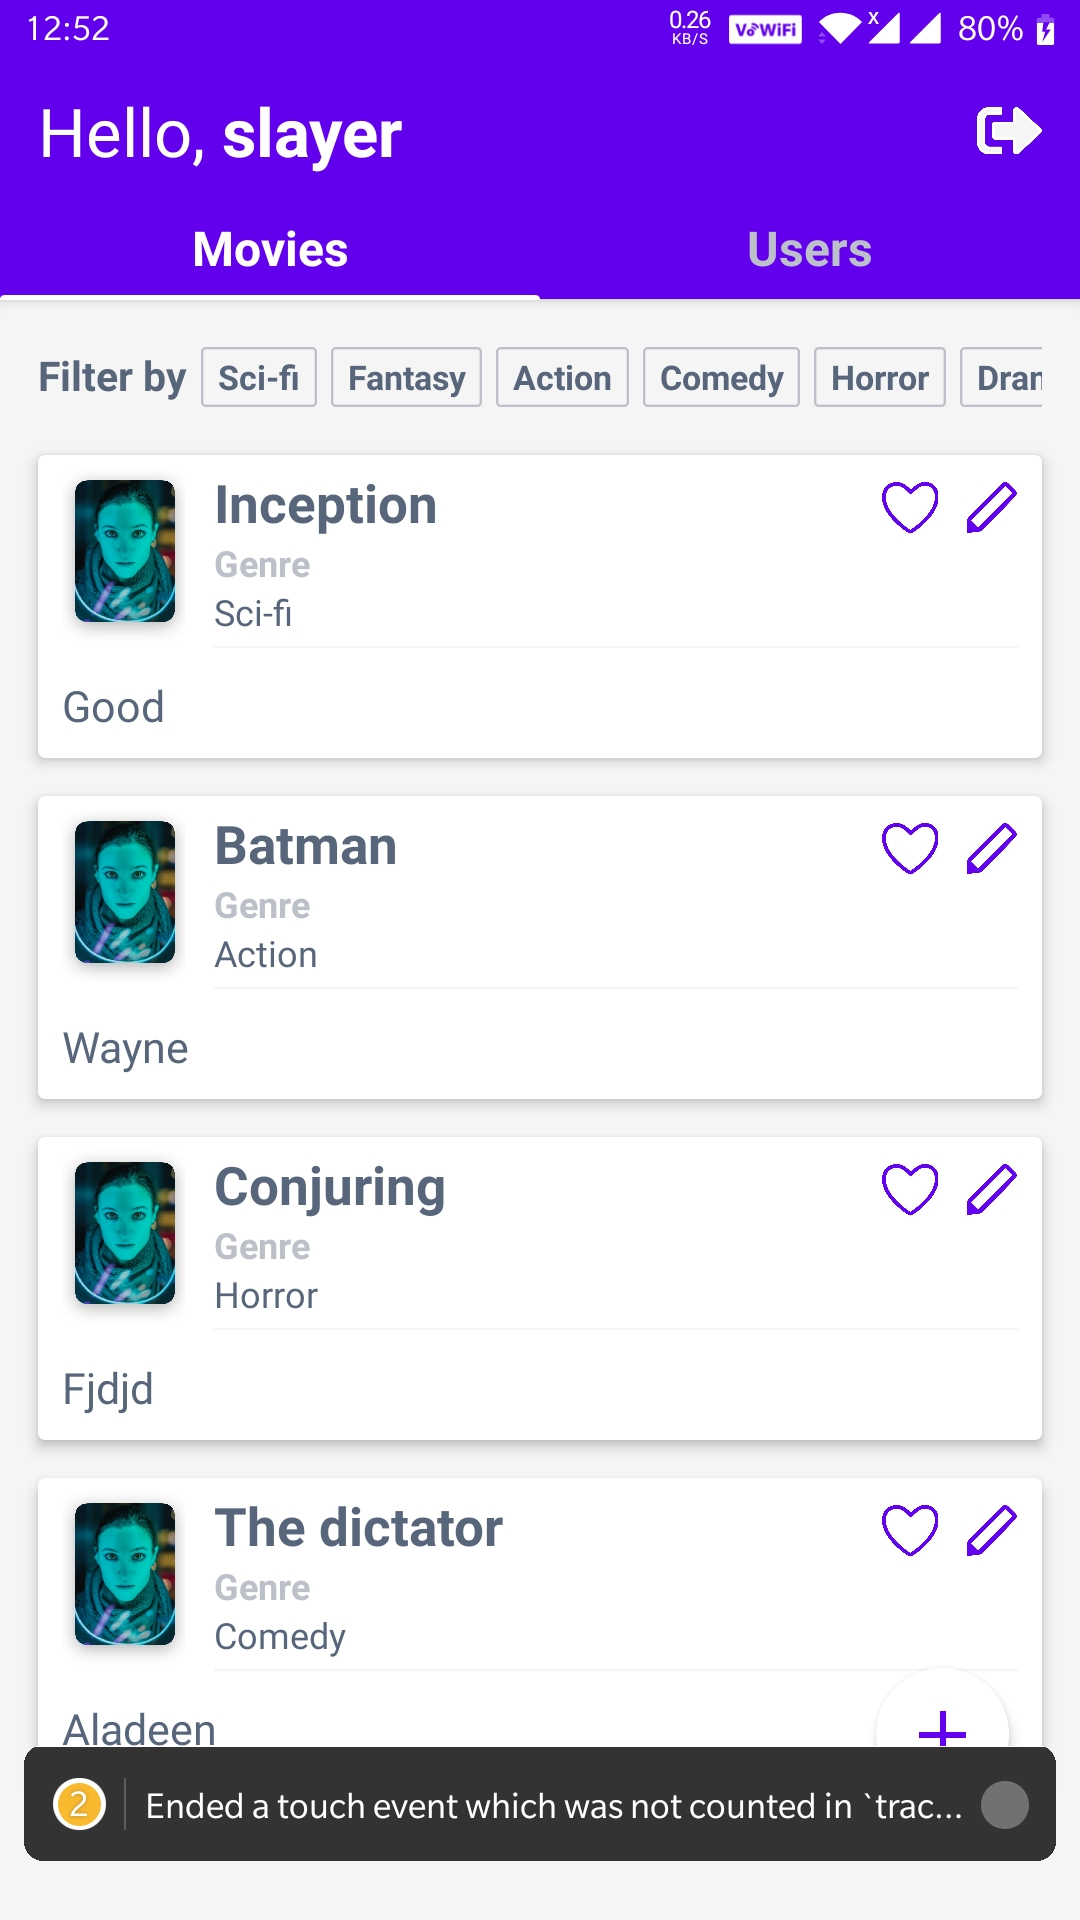 12:52
0.26
KB/S
VoWiFi
X
80%
Hello, slayer
Movies
Users
Filter by
Sci-fi
Fantasy
Action
Comedy
Horror
Dran
Inception
Genre
Sci-fi
Good
Batman
Genre
Action
Wayne
Conjuring
Genre
Horror
Fjdjd
The dictator
Genre
Comedy
Aladeen
2
Ended a touch event which was not counted in `trac...